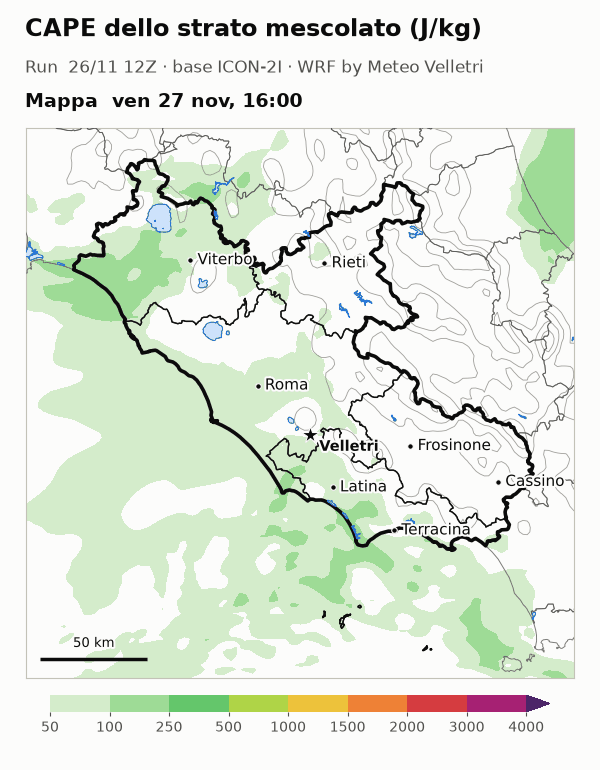 CAPE dello strato mescolato (J/kg)
Run  26/11 12Z · base ICON-2I · WRF by Meteo Velletri
Mappa  ven 27 nov, 16:00
Viterbo
Rieti
Roma
Velletri
Frosinone
Cassino
Latina
Terracina
50 km
50 100 250 500 1000 1500 2000 3000 4000